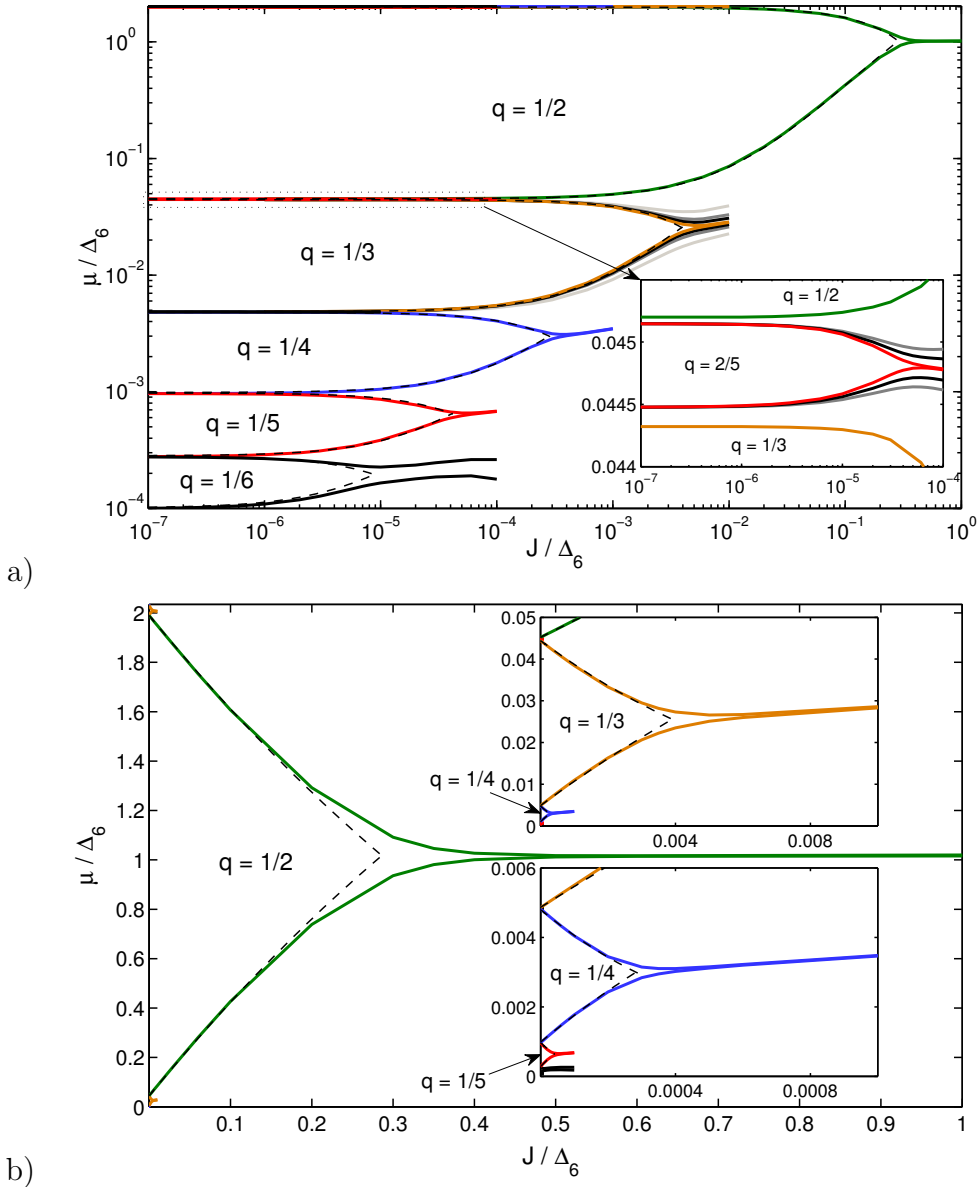 10⁰
10⁻¹
10⁻²
10⁻³
10⁻⁴
μ / Δ₆
q = 1/2
q = 1/3
q = 1/4
q = 1/5
q = 1/6
q = 1/2
0.045
q = 2/5
0.0445
q = 1/3
0.044
10⁻⁷ 10⁻⁶ 10⁻⁵ 10⁻⁴
10⁻⁷ 10⁻⁶ 10⁻⁵ 10⁻⁴ 10⁻³ 10⁻² 10⁻¹ 10⁰
J / Δ₆
a)
2
1.8
1.6
1.4
1.2
1
0.8
0.6
0.4
0.2
0
μ / Δ₆
q = 1/2
0.05
0.04
0.03
q = 1/3
0.02
q = 1/4
0.01
0
0.004 0.008
0.006
0.004
q = 1/4
0.002
q = 1/5
0
0.0004 0.0008
0.1 0.2 0.3 0.4 0.5 0.6 0.7 0.8 0.9 1
J / Δ₆
b)